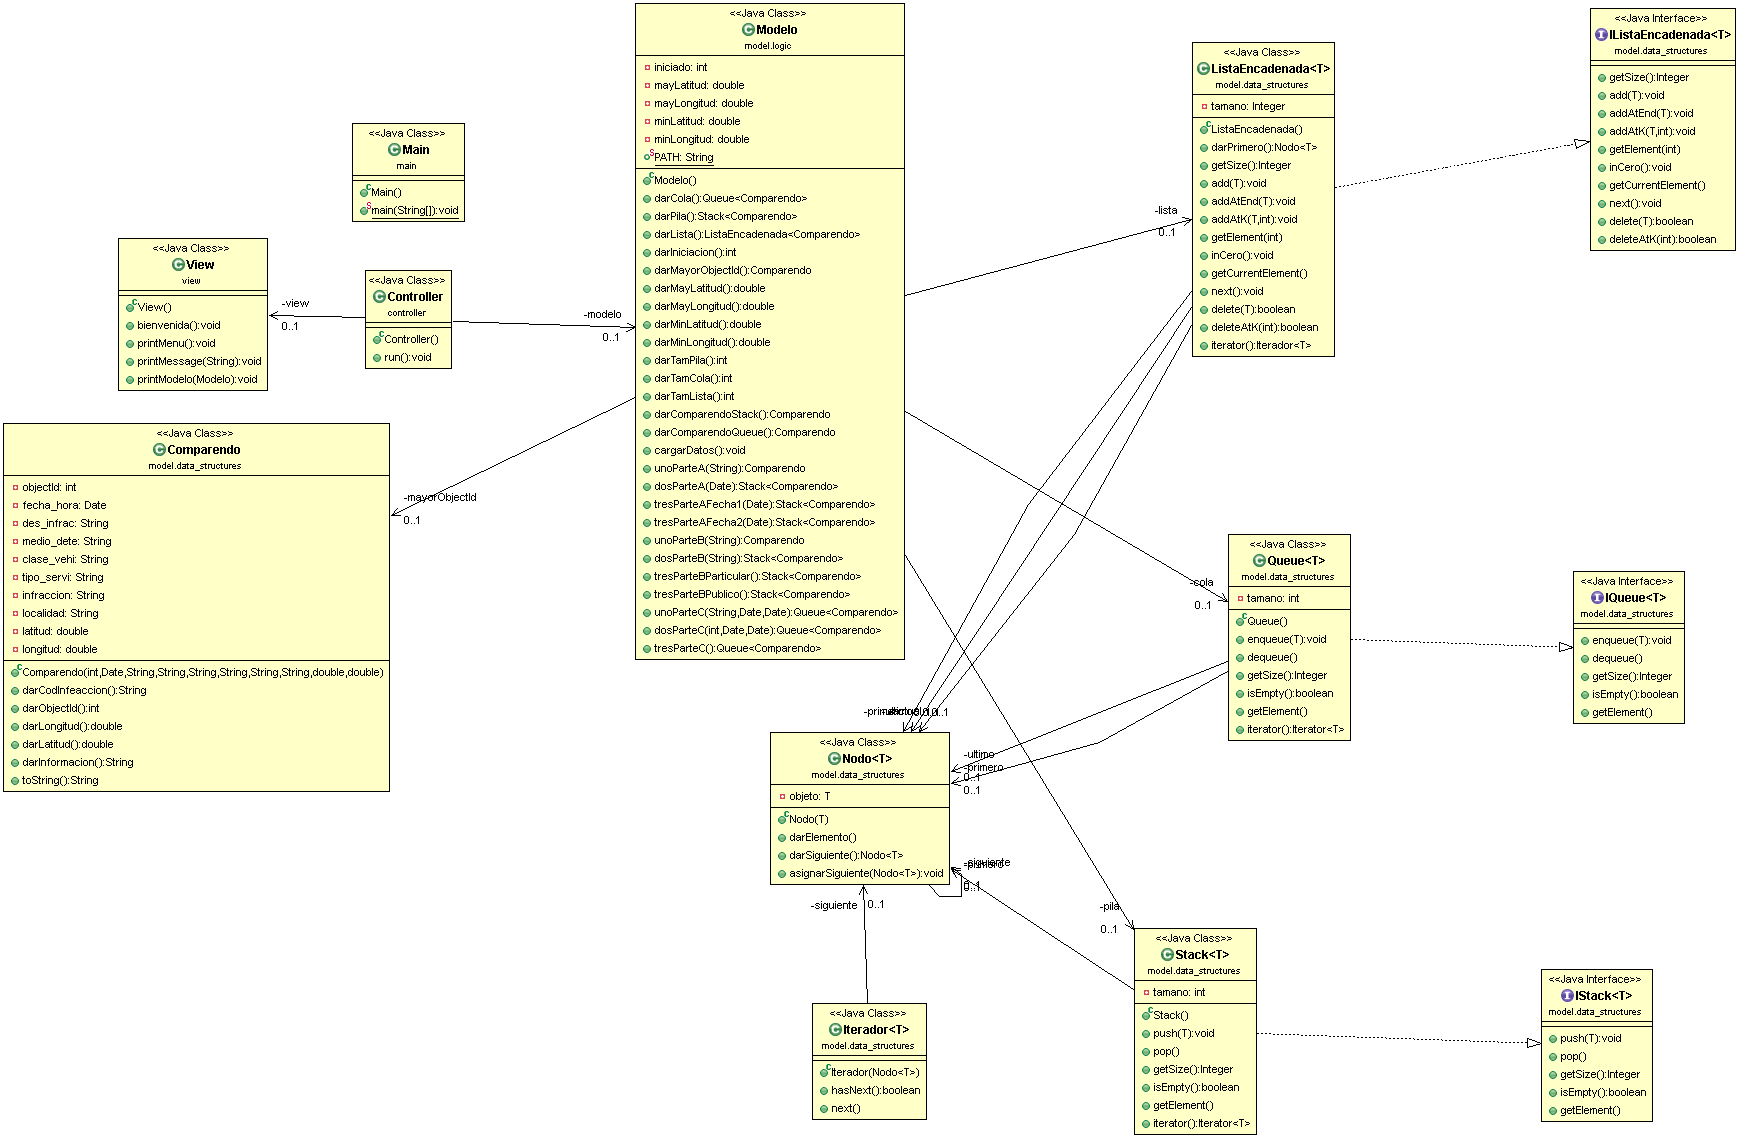 <<Java Class>>
Modelo
model.logic
iniciado: int
mayLatitud: double
mayLongitud: double
minLatitud: double
minLongitud: double
PATH: String
Modelo()
darCola():Queue<Comparendo>
darPila():Stack<Comparendo>
darLista():ListaEncadenada<Comparendo>
darIniciacion():int
darMayorObjectId():Comparendo
darMayLatitud():double
darMayLongitud():double
darMinLatitud():double
darMinLongitud():double
darTamPila():int
darTamCola():int
darTamLista():int
darComparendoStack():Comparendo
darComparendoQueue():Comparendo
cargarDatos():void
unoParteA(String):Comparendo
dosParteA(Date):Stack<Comparendo>
tresParteAFecha1(Date):Stack<Comparendo>
tresParteAFecha2(Date):Stack<Comparendo>
unoParteB(String):Comparendo
dosParteB(String):Stack<Comparendo>
tresParteBParticular():Stack<Comparendo>
tresParteBPublico():Stack<Comparendo>
unoParteC(String,Date,Date):Queue<Comparendo>
dosParteC(int,Date,Date):Queue<Comparendo>
tresParteC():Queue<Comparendo>
<<Java Class>>
Main
main
Main()
main(String[]):void
<<Java Class>>
View
view
View()
bienvenida():void
printMenu():void
printMessage(String):void
printModelo(Modelo):void
-view
0..1
<<Java Class>>
Controller
controller
Controller()
run():void
-modelo
0..1
<<Java Class>>
Comparendo
model.data_structures
objectId: int
fecha_hora: Date
des_infrac: String
medio_dete: String
clase_vehi: String
tipo_servi: String
infraccion: String
localidad: String
latitud: double
longitud: double
Comparendo(int,Date,String,String,String,String,String,String,double,double)
darCodInfeaccion():String
darObjectId():int
darLongitud():double
darLatitud():double
darInformacion():String
toString():String
-mayorObjectId
0..1
<<Java Class>>
ListaEncadenada<T>
model.data_structures
tamano: Integer
ListaEncadenada()
darPrimero():Nodo<T>
getSize():Integer
add(T):void
addAtEnd(T):void
addAtK(T,int):void
getElement(int)
inCero():void
getCurrentElement()
next():void
delete(T):boolean
deleteAtK(int):boolean
iterator():Iterador<T>
-lista
0..1
<<Java Interface>>
IListaEncadenada<T>
model.data_structures
getSize():Integer
add(T):void
addAtEnd(T):void
addAtK(T,int):void
getElement(int)
inCero():void
getCurrentElement()
next():void
delete(T):boolean
deleteAtK(int):boolean
<<Java Class>>
Queue<T>
model.data_structures
tamano: int
Queue()
enqueue(T):void
dequeue()
getSize():Integer
isEmpty():boolean
getElement()
iterator():Iterator<T>
-cola
0..1
<<Java Interface>>
IQueue<T>
model.data_structures
enqueue(T):void
dequeue()
getSize():Integer
isEmpty():boolean
getElement()
<<Java Class>>
Nodo<T>
model.data_structures
objeto: T
Nodo(T)
darElemento()
darSiguiente():Nodo<T>
asignarSiguiente(Nodo<T>):void
-ultimo
-primero
0..1
0..1
-siguiente
-primero
0..1
-siguiente
0..1
<<Java Class>>
Iterador<T>
model.data_structures
Iterador(Nodo<T>)
hasNext():boolean
next()
-pila
0..1
<<Java Class>>
Stack<T>
model.data_structures
tamano: int
Stack()
push(T):void
pop()
getSize():Integer
isEmpty():boolean
getElement()
iterator():Iterator<T>
<<Java Interface>>
IStack<T>
model.data_structures
push(T):void
pop()
getSize():Integer
isEmpty():boolean
getElement()